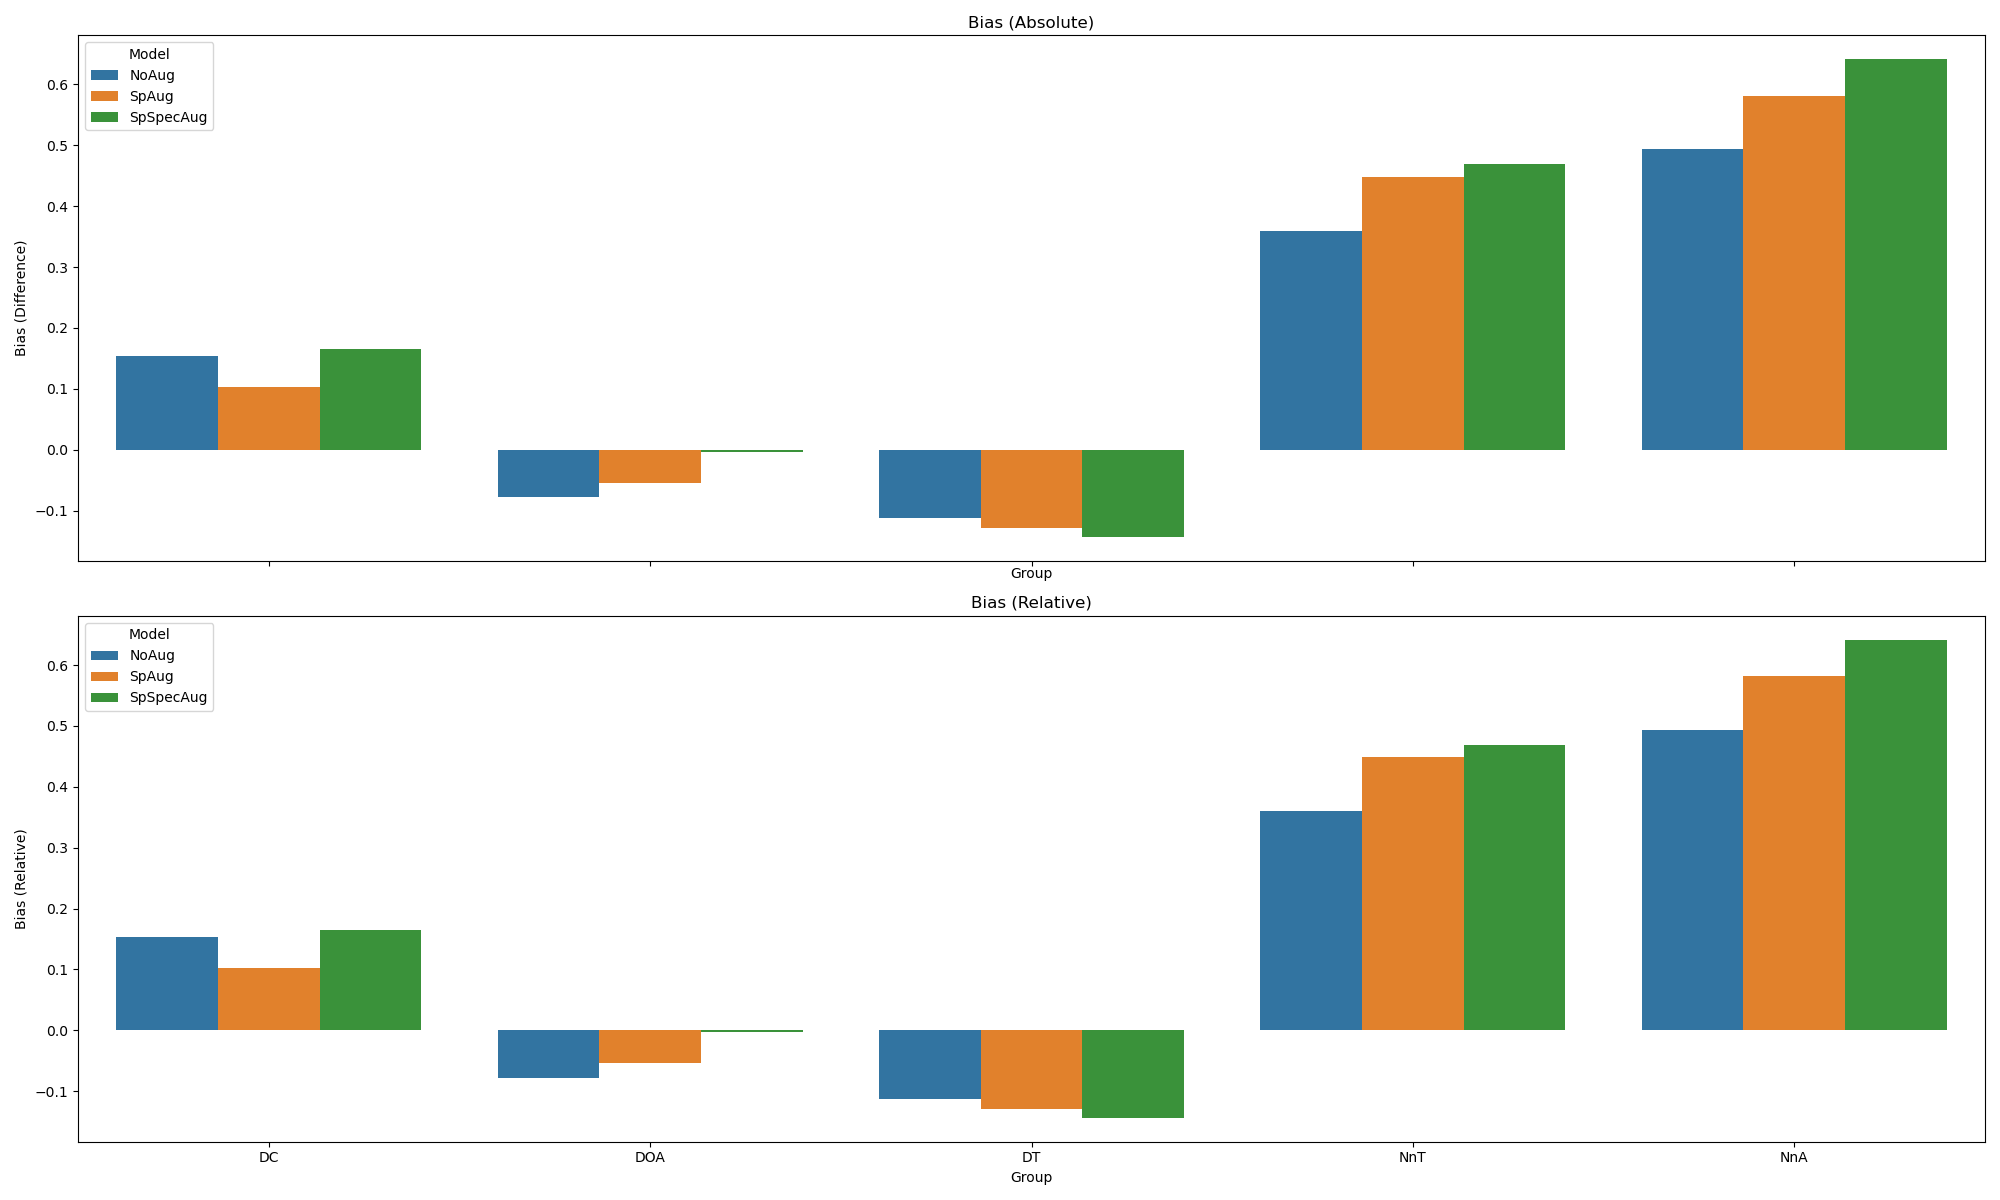 Bias (Absolute)
Model
NoAug
SpAug
SpSpecAug
Bias (Difference)
0.6
0.5
0.4
0.3
0.2
0.1
0.0
−0.1
Group
Bias (Relative)
Model
NoAug
SpAug
SpSpecAug
Bias (Relative)
0.6
0.5
0.4
0.3
0.2
0.1
0.0
−0.1
DC DOA DT NnT NnA
Group